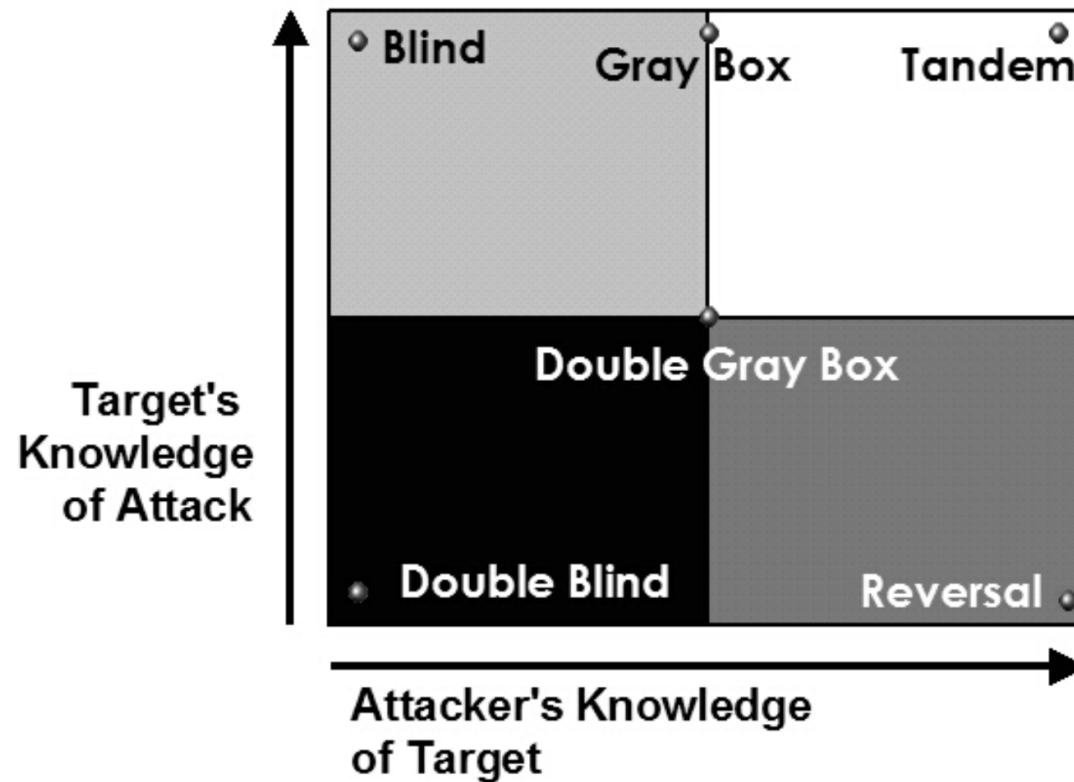 Blind
Gray Box
Tandem
Double Gray Box
Target's
Knowledge
of Attack
Double Blind
Reversal
Attacker's Knowledge
of Target